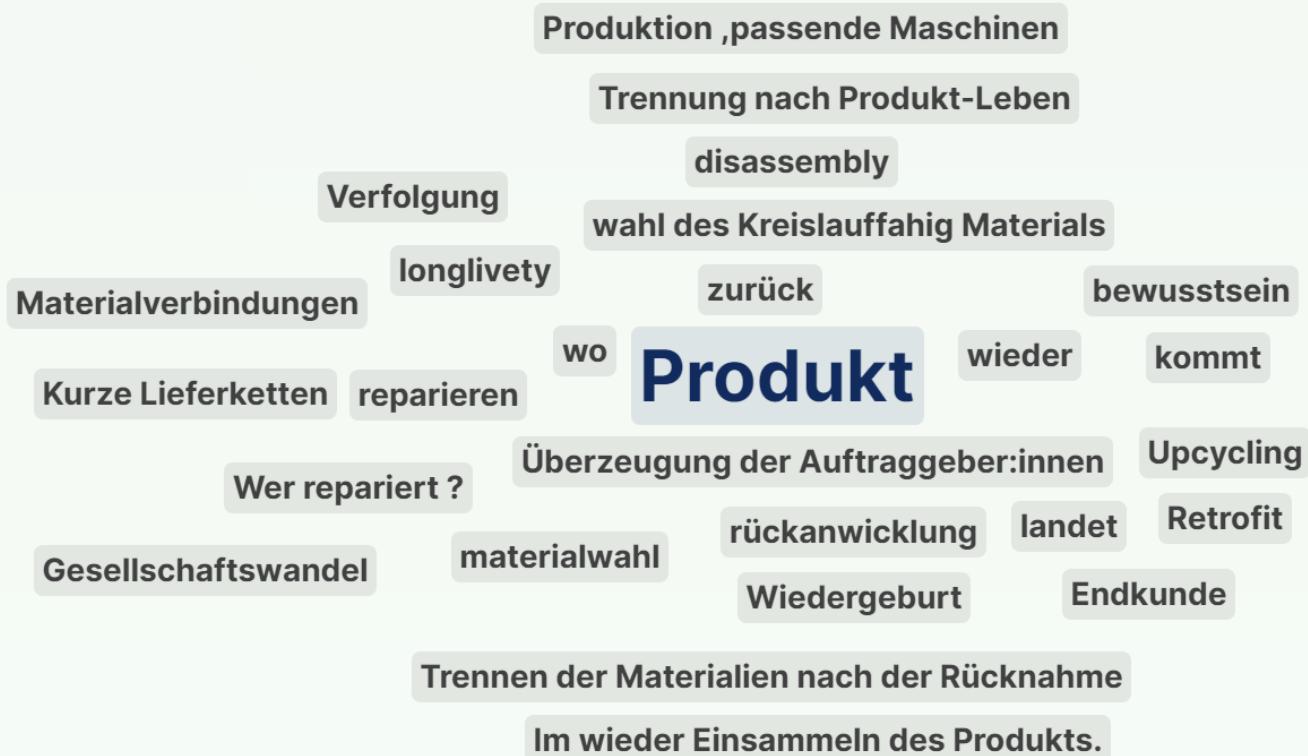 Produktion ,passende Maschinen
Trennung nach Produkt-Leben
disassembly
Verfolgung
wahl des Kreislauffahig Materials
longlivety
zurück
bewusstsein
Materialverbindungen
wo
Produkt
wieder
kommt
Kurze Lieferketten
reparieren
Überzeugung der Auftraggeber:innen
Upcycling
Wer repariert ?
rückanwicklung
landet
Retrofit
materialwahl
Gesellschaftswandel
Wiedergeburt
Endkunde
Trennen der Materialien nach der Rücknahme
Im wieder Einsammeln des Produkts.